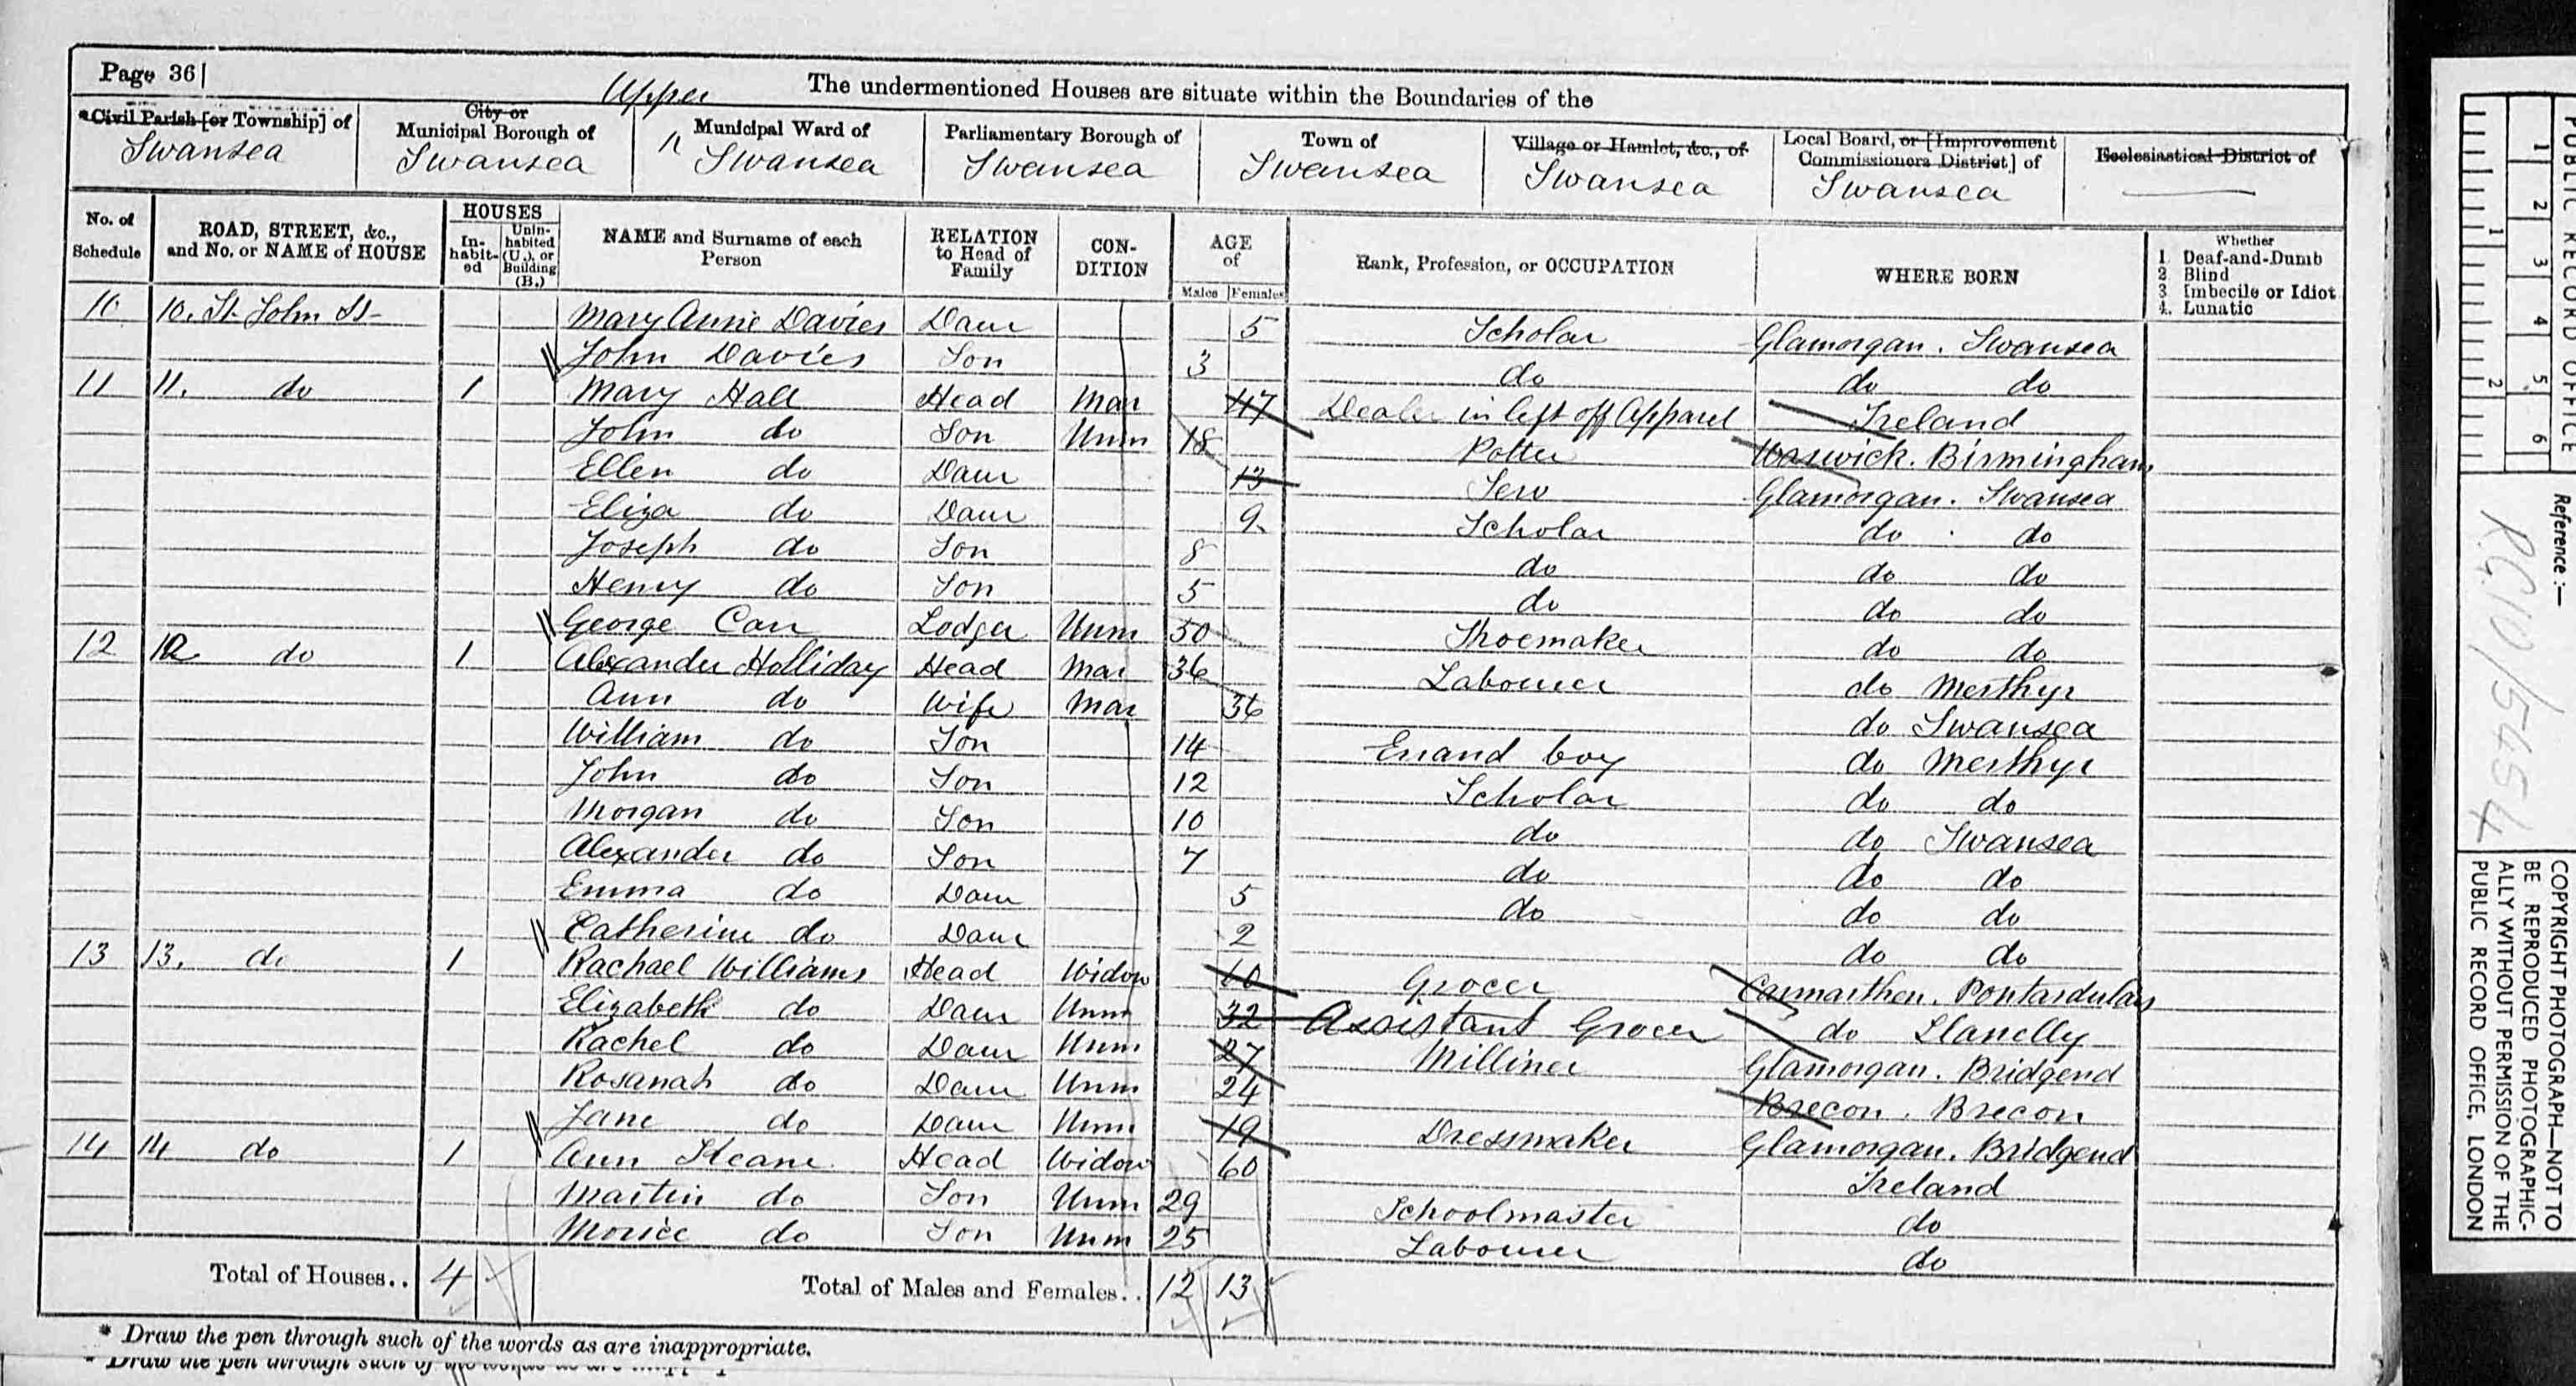 Page 36
The undermentioned Houses are situate within the Boundaries of the
Civil Parish [or Township] of Swansea
City or Municipal Borough of Swansea
Upper
Municipal Ward of Swansea
Parliamentary Borough of Swansea
Town of Swansea
Village or Hamlet, &c., of Swansea
Local Board, or [Improvement Commissioners District] of Swansea
Ecclesiastical District of
No. of Schedule
ROAD, STREET, &c., and No. or NAME of HOUSE
HOUSES
In-habit-ed
Unin-habited (U.), or Building (B.)
NAME and Surname of each Person
RELATION to Head of Family
CON-DITION
AGE of
Males Females
Rank, Profession, or OCCUPATION
WHERE BORN
Whether
1. Deaf-and-Dumb
2. Blind
3. Imbecile or Idiot
4. Lunatic
10 10. St. John St Mary Annie Davies Daur 5 Scholar Glamorgan. Swansea
John Davies Son 3 do do do
11 11. do 1 Mary Hall Head Mar 47 Dealer in left off Apparel Ireland
John do Son Unm 18 Potter Warwick. Birmingham
Ellen do Daur 13 Serv Glamorgan. Swansea
Eliza do Daur 9 Scholar do do
Joseph do Son 8 do do do
Henry do Son 5 do do do
George Carr Lodger Unm 50 Shoemaker do do
12 12 do 1 Alexander Holliday Head Mar 36 Labourer do Merthyr
Ann do Wife Mar 36 do Swansea
William do Son 14 Errand boy do Merthyr
John do Son 12 Scholar do do
Morgan do Son 10 do do Swansea
Alexander do Son 7 do do do
Emma do Daur 5 do do do
Catherine do Daur 2 do do
13 13. do 1 Rachael Williams Head Widow 60 Grocer Carmarthen. Pontardulais
Elizabeth do Daur Unm 32 Assistant Grocer do Llanelly
Rachel do Daur Unm 27 Milliner Glamorgan. Bridgend
Rosanah do Daur Unm 24 Brecon. Brecon
Jane do Daur Unm 19 Dressmaker Glamorgan. Bridgend
14 14 do 1 Ann Keane Head Widow 60 Ireland
Martin do Son Unm 29 Schoolmaster do
Morice do Son Unm 25 Labourer do
Total of Houses.. 4
Total of Males and Females.. 12 13
* Draw the pen through such of the words as are inappropriate.
PUBLIC RECORD OFFICE
1 2 3 4 5 6
1 2
Reference:—
R.G.10/5454
COPYRIGHT PHOTOGRAPH—NOT TO
BE REPRODUCED PHOTOGRAPHIC-
ALLY WITHOUT PERMISSION OF THE
PUBLIC RECORD OFFICE, LONDON